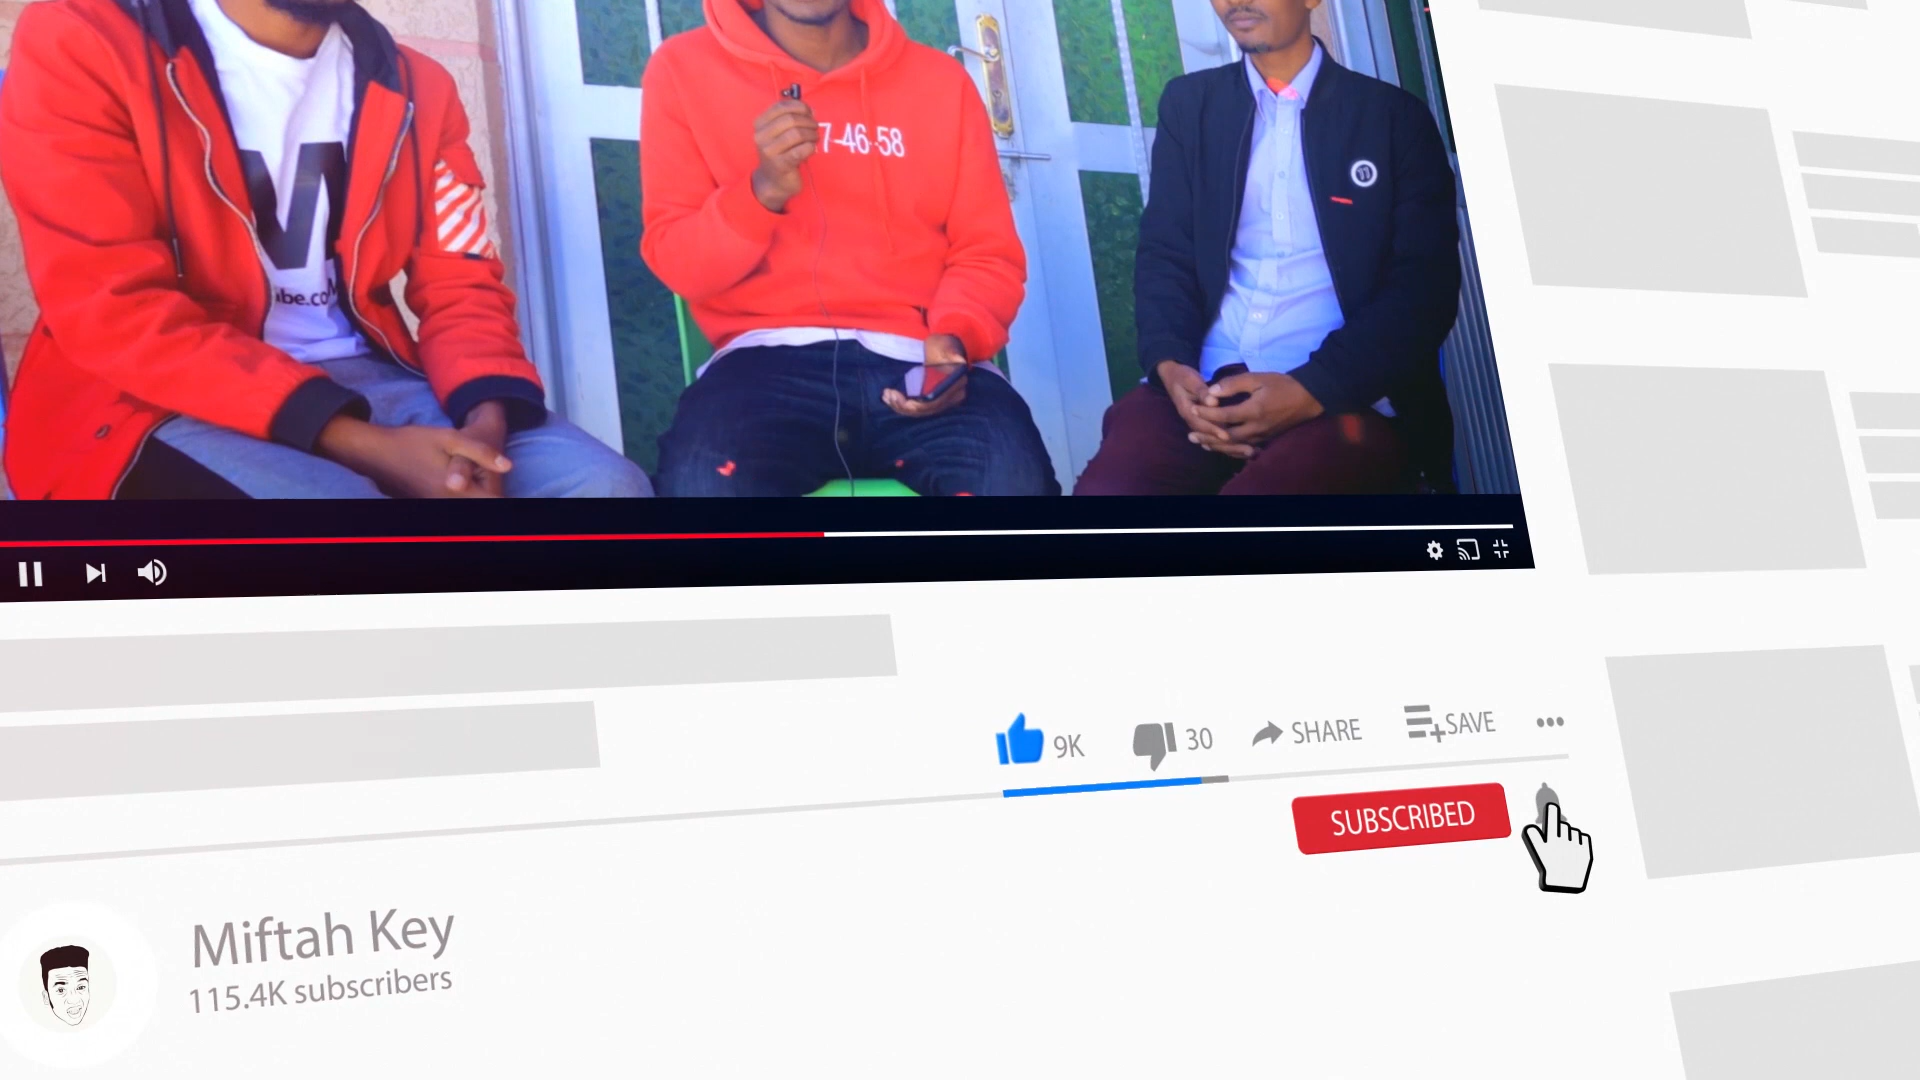 7-46-58
M
ibe.co
9K
30
SHARE
SAVE
SUBSCRIBED
Miftah Key
115.4K subscribers